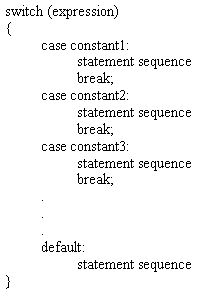 switch (expression)
{
case constant1:
statement sequence
break;
case constant2:
statement sequence
break;
case constant3:
statement sequence
break;
.
.
.
default:
statement sequence
}